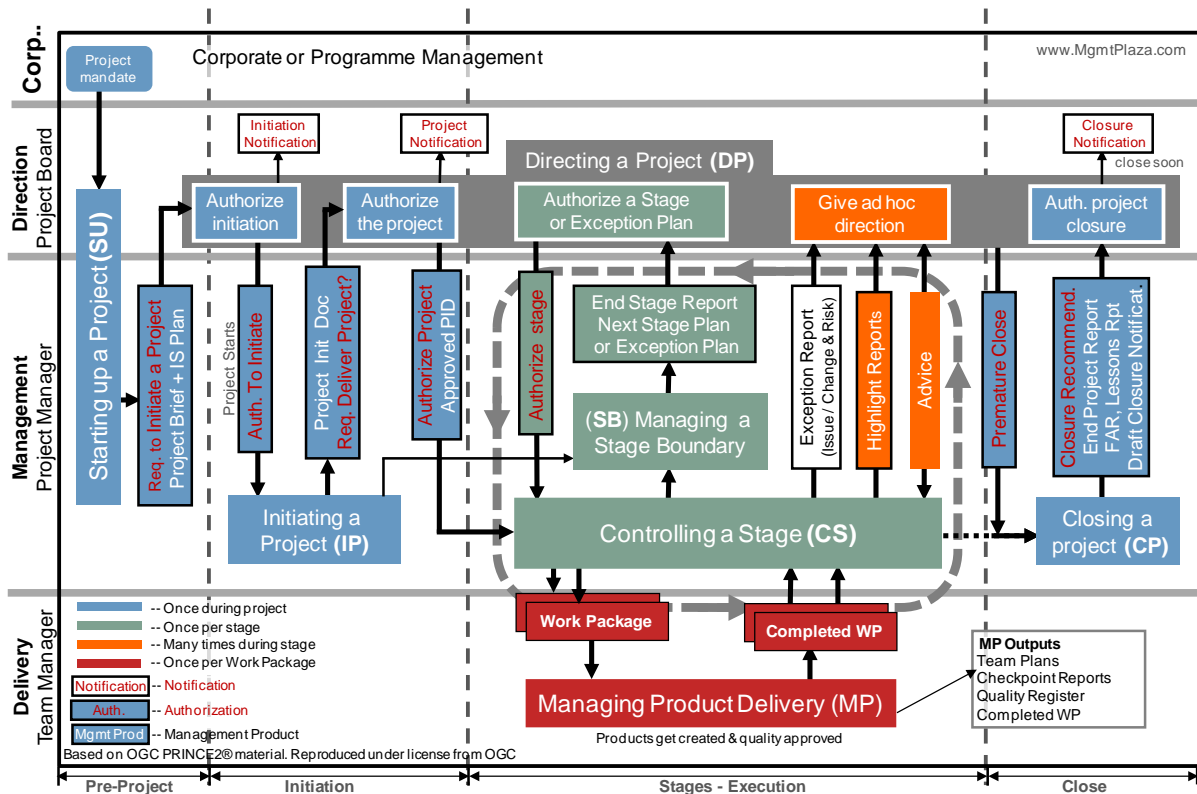 Corp..
Project
mandate
Corporate or Programme Management
www.MgmtPlaza.com
Direction
Project Board
Initiation
Notification
Project
Notification
Closure
Notification
close soon
Directing a Project (DP)
Authorize
initiation
Authorize
the project
Authorize a Stage
or Exception Plan
Give ad hoc
direction
Auth. project
closure
Management
Project Manager
Starting up a Project (SU)
Req. to Initiate a Project
Project Brief + IS Plan
Project Starts
Auth. To Initiate
Project Init Doc
Req. Deliver Project?
Authorize Project
Approved PID
Authorize stage
End Stage Report
Next Stage Plan
or Exception Plan
(SB) Managing a
Stage Boundary
Exception Report
(Issue / Change & Risk)
Highlight Reports
Advice
Premature Close
Closure Recommend.
End Project Report
FAR, Lessons Rpt
Draft Closure Notificat.
Initiating a
Project (IP)
Controlling a Stage (CS)
Closing a
project (CP)
Delivery
Team Manager
-- Once during project
-- Once per stage
-- Many times during stage
-- Once per Work Package
Notification -- Notification
Auth. -- Authorization
Mgmt Prod -- Management Product
Based on OGC PRINCE2® material. Reproduced under license from OGC
Work Package
Completed WP
Managing Product Delivery (MP)
Products get created & quality approved
MP Outputs
Team Plans
Checkpoint Reports
Quality Register
Completed WP
Pre-Project
Initiation
Stages - Execution
Close